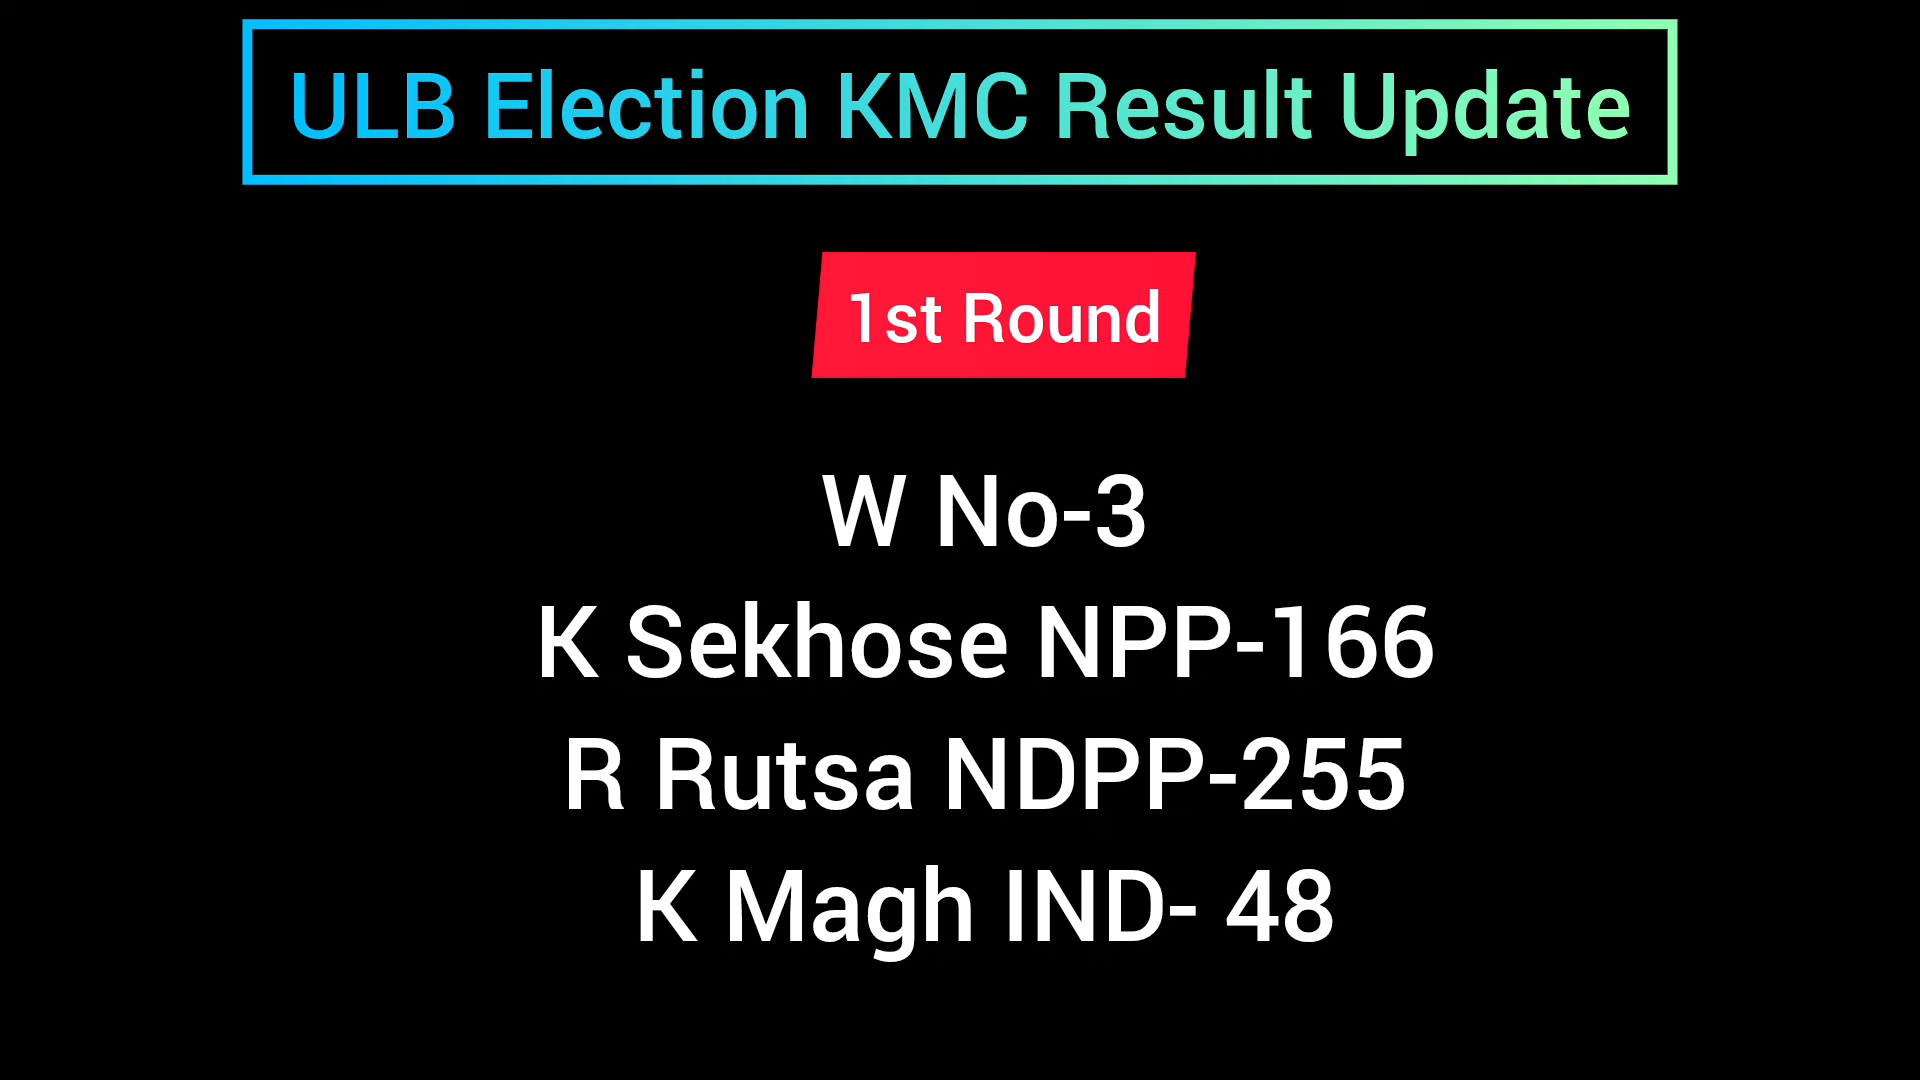 ULB Election KMC Result Update
1st Round
W No-3
K Sekhose NPP-166
R Rutsa NDPP-255
K Magh IND- 48